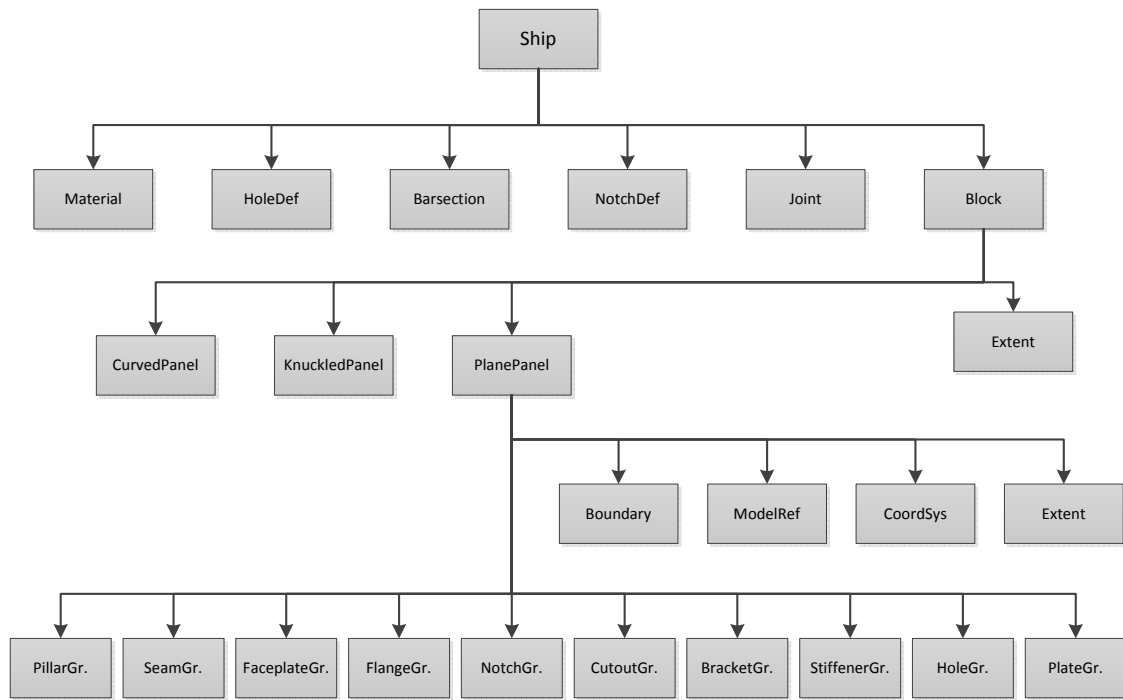 Ship
Material
HoleDef
Barsection
NotchDef
Joint
Block
CurvedPanel
KnuckledPanel
PlanePanel
Extent
Boundary
ModelRef
CoordSys
Extent
PillarGr.
SeamGr.
FaceplateGr.
FlangeGr.
NotchGr.
CutoutGr.
BracketGr.
StiffenerGr.
HoleGr.
PlateGr.